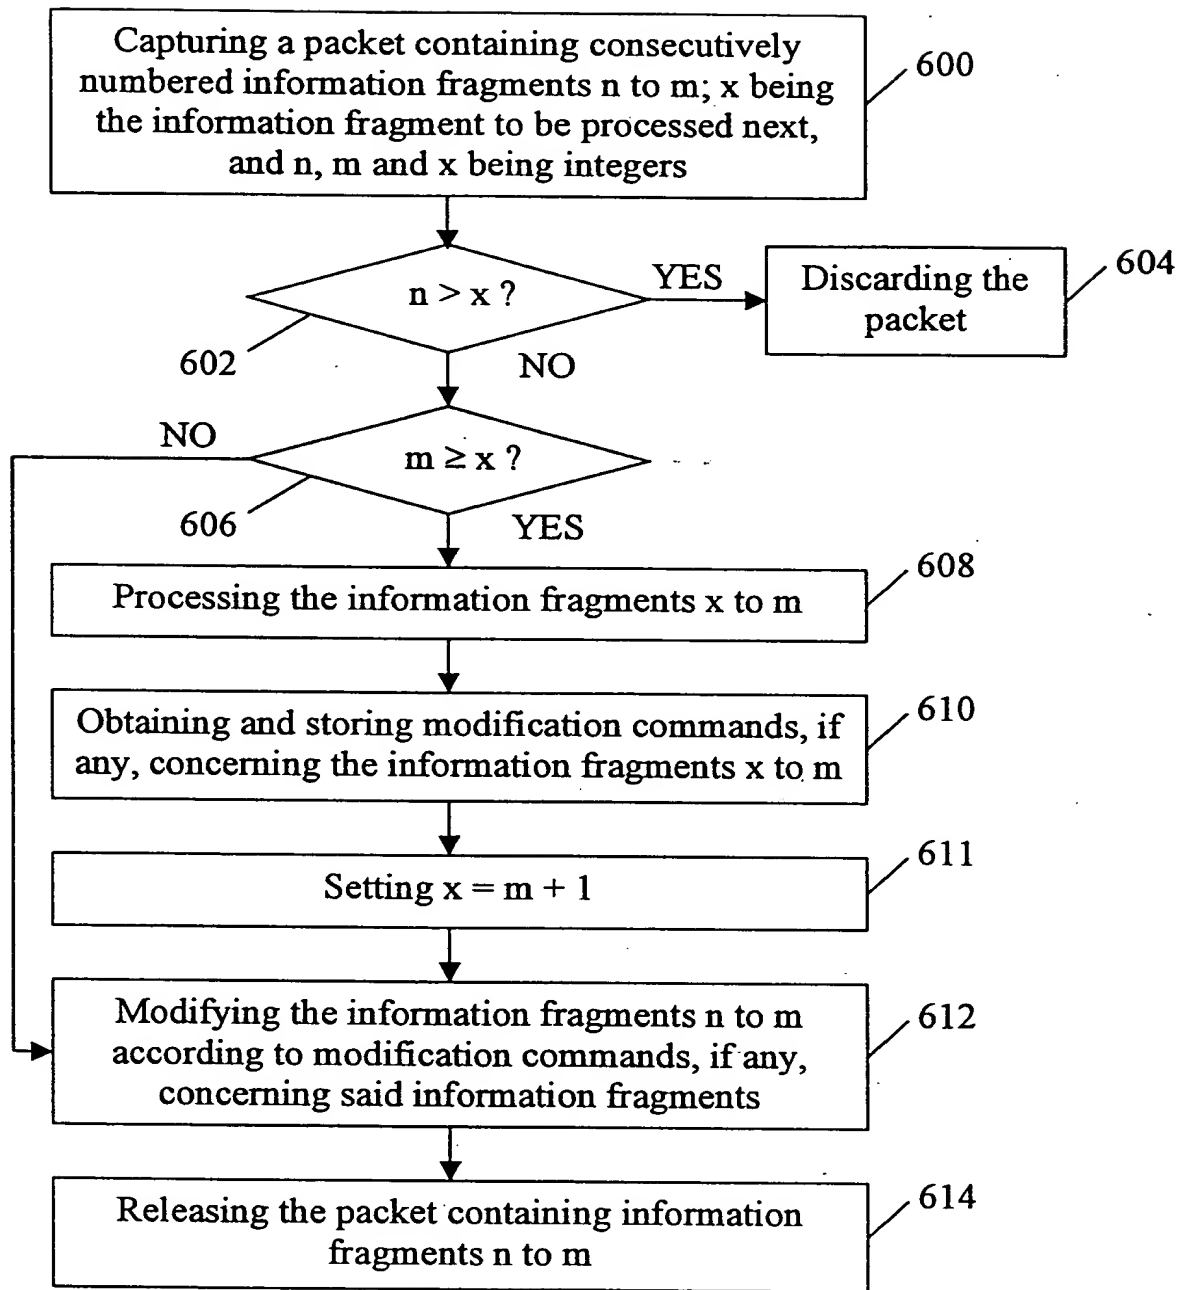 Capturing a packet containing consecutively
numbered information fragments n to m; x being
the information fragment to be processed next,
and n, m and x being integers
600
n > x ?
YES
Discarding the
packet
604
602
NO
NO
m ≥ x ?
606
YES
608
Processing the information fragments x to m
Obtaining and storing modification commands, if
any, concerning the information fragments x to m
610
611
Setting x = m + 1
Modifying the information fragments n to m
according to modification commands, if any,
concerning said information fragments
612
Releasing the packet containing information
fragments n to m
614